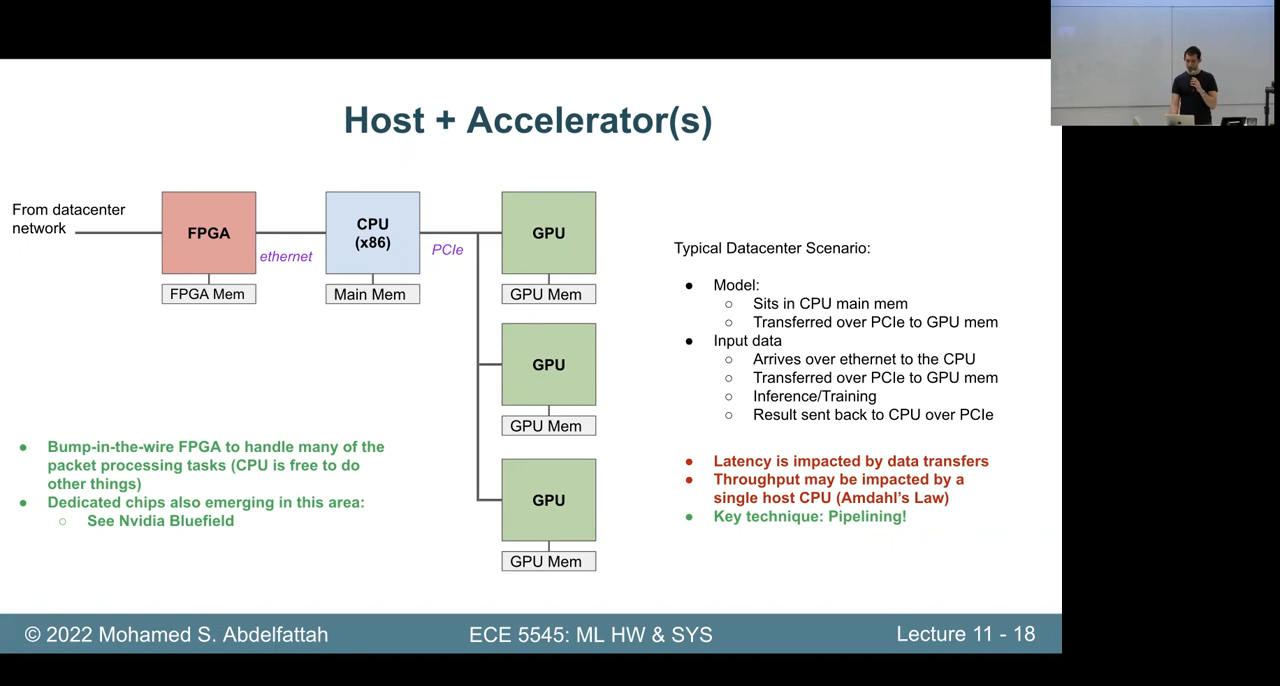 Host + Accelerator(s)
From datacenter
network
FPGA
ethernet
FPGA Mem
CPU
(x86)
PCIe
Main Mem
GPU
GPU Mem
GPU
GPU Mem
GPU
GPU Mem
● Bump-in-the-wire FPGA to handle many of the
packet processing tasks (CPU is free to do
other things)
● Dedicated chips also emerging in this area:
○ See Nvidia Bluefield
Typical Datacenter Scenario:
● Model:
○ Sits in CPU main mem
○ Transferred over PCIe to GPU mem
● Input data
○ Arrives over ethernet to the CPU
○ Transferred over PCIe to GPU mem
○ Inference/Training
○ Result sent back to CPU over PCIe
● Latency is impacted by data transfers
● Throughput may be impacted by a
single host CPU (Amdahl's Law)
● Key technique: Pipelining!
© 2022 Mohamed S. Abdelfattah
ECE 5545: ML HW & SYS
Lecture 11 - 18